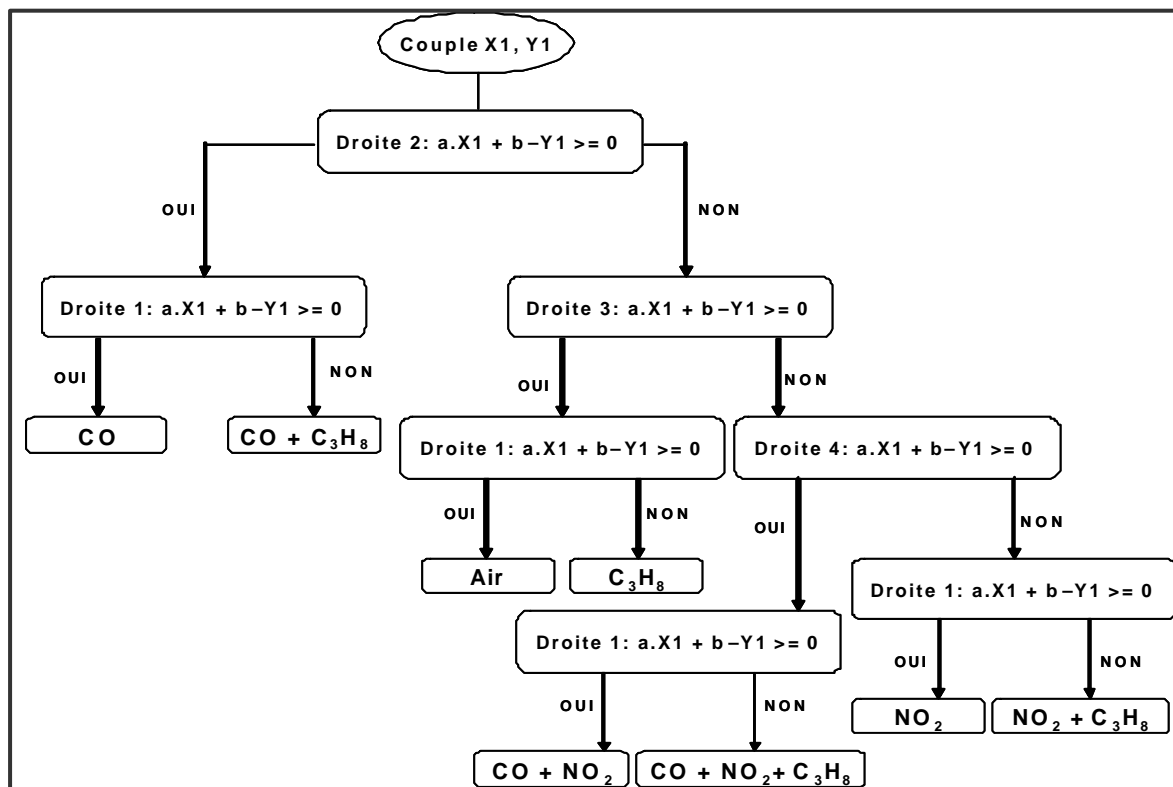 Couple X1, Y1
Droite 2: a.X1 + b–Y1 >= 0
OUI
NON
Droite 1: a.X1 + b–Y1 >= 0
Droite 3: a.X1 + b–Y1 >= 0
OUI
NON
OUI
NON
CO
CO + C₃H₈
Droite 1: a.X1 + b–Y1 >= 0
Droite 4: a.X1 + b–Y1 >= 0
OUI
NON
OUI
NON
Air
C₃H₈
Droite 1: a.X1 + b–Y1 >= 0
Droite 1: a.X1 + b–Y1 >= 0
OUI
NON
OUI
NON
NO₂
NO₂ + C₃H₈
CO + NO₂
CO + NO₂+ C₃H₈